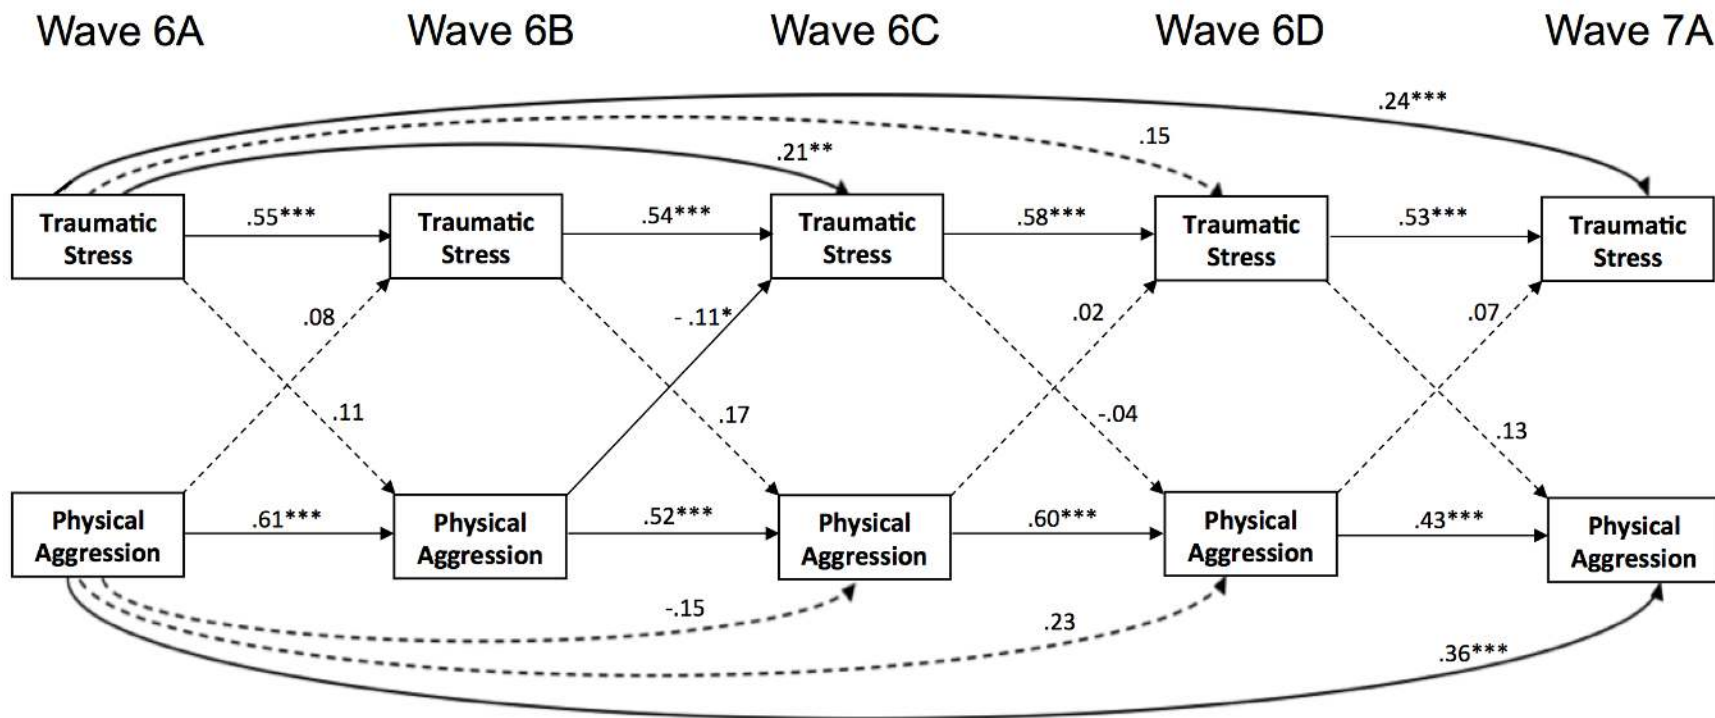 Wave 6A Wave 6B Wave 6C Wave 6D Wave 7A
.24***
.15
.21**
Traumatic
Stress
.55***
Traumatic
Stress
.54***
Traumatic
Stress
.58***
Traumatic
Stress
.53***
Traumatic
Stress
.08
- .11*
.02
.07
.11
.17
-.04
.13
Physical
Aggression
.61***
Physical
Aggression
.52***
Physical
Aggression
.60***
Physical
Aggression
.43***
Physical
Aggression
-.15
.23
.36***